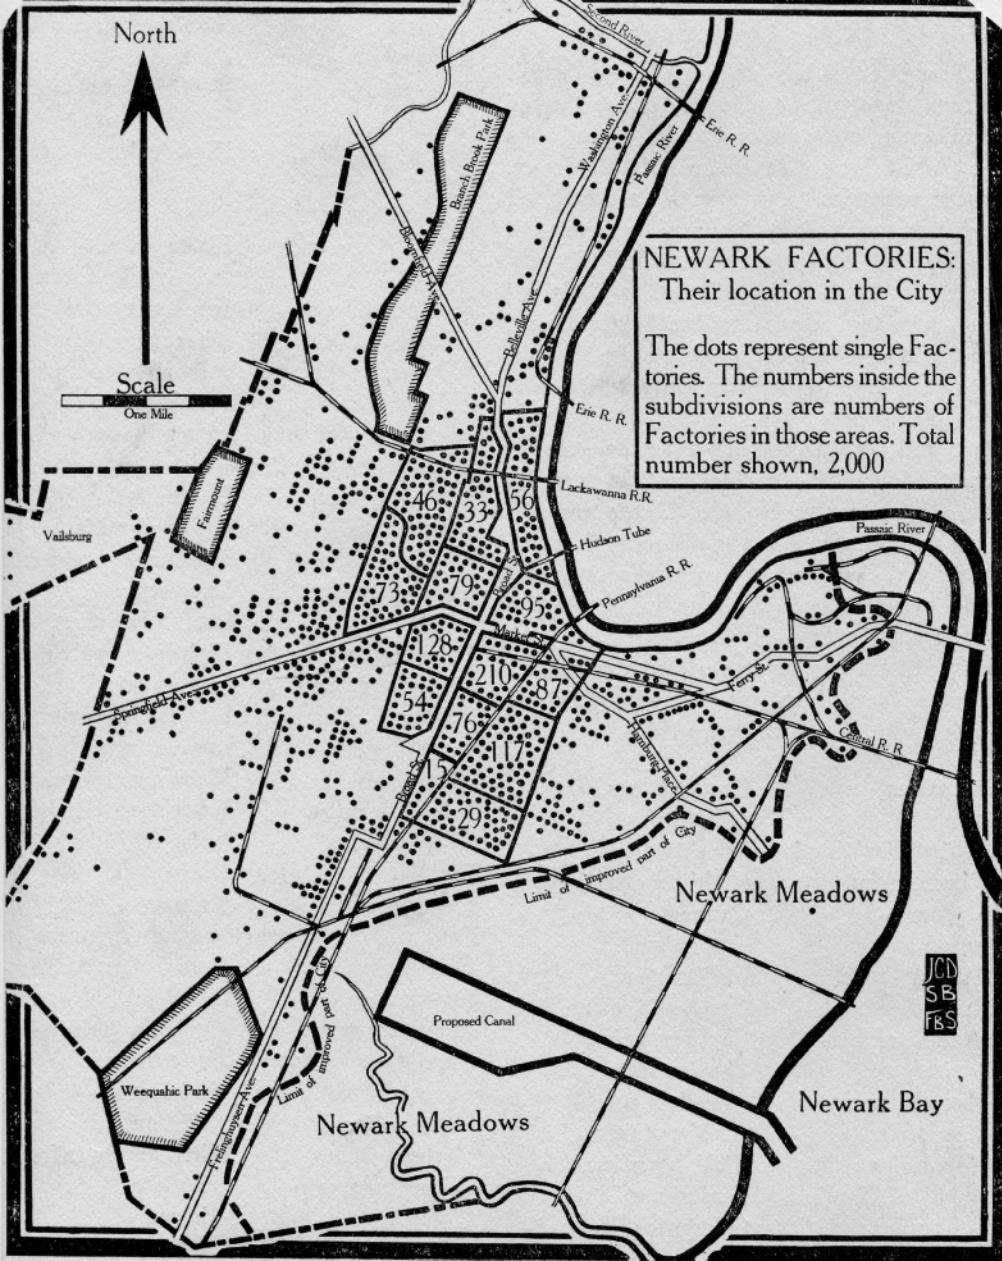 North
Second River
Washington Ave.
Erie R. R.
Passaic River
Branch Brook Park
Bloomfield Ave.
Belleville Ave.
NEWARK FACTORIES:
Their location in the City
The dots represent single Fac-
tories. The numbers inside the
subdivisions are numbers of
Factories in those areas. Total
number shown, 2,000
Scale
One Mile
Erie R. R.
Lackawanna R.R.
Fairmount
Vailsburg
46
33
56
Hudson Tube
Passaic River
Broad St.
Pennsylvania R. R.
73
79
95
Market St.
128
210
87
Ferry St.
Springfield Ave.
54
76
117
Hamburg Place
Central R. R.
Broad St.
15
29
Limit of improved part of City
Newark Meadows
JCD
SB
FBS
Limit of improved part of City
Proposed Canal
Weequahic Park
Frelinghuysen Ave.
Newark Meadows
Newark Bay